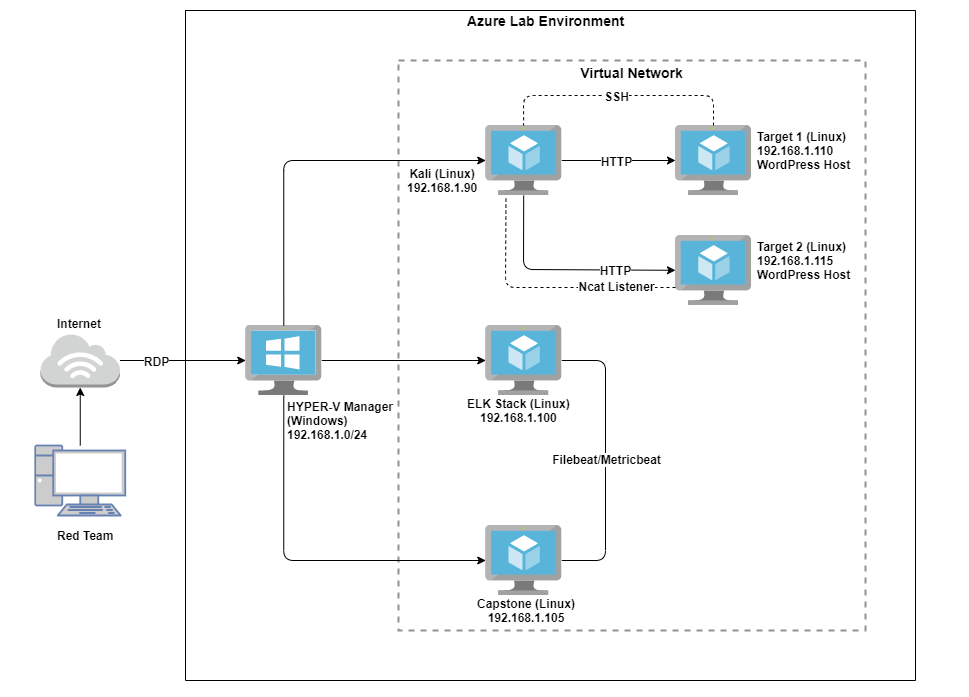 Azure Lab Environment
Virtual Network
SSH
Kali (Linux)
192.168.1.90
HTTP
Target 1 (Linux)
192.168.1.110
WordPress Host
HTTP
Ncat Listener
Target 2 (Linux)
192.168.1.115
WordPress Host
Internet
RDP
HYPER-V Manager
(Windows)
192.168.1.0/24
ELK Stack (Linux)
192.168.1.100
Filebeat/Metricbeat
Red Team
Capstone (Linux)
192.168.1.105